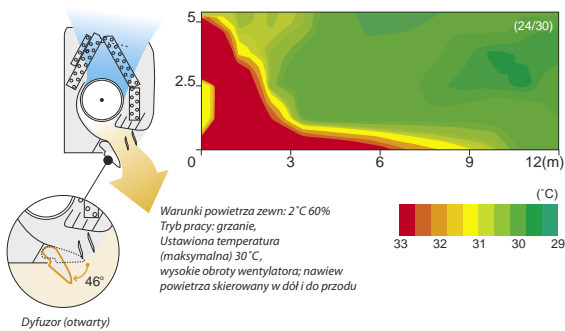 5
2.5
0
3
6
9
12(m)
(24/30)
(˚C)
33
32
31
30
29
46°
Dyfuzor (otwarty)
Warunki powietrza zewn: 2˚C 60%
Tryb pracy: grzanie,
Ustawiona temperatura
(maksymalna) 30˚C,
wysokie obroty wentylatora; nawiew
powietrza skierowany w dół i do przodu